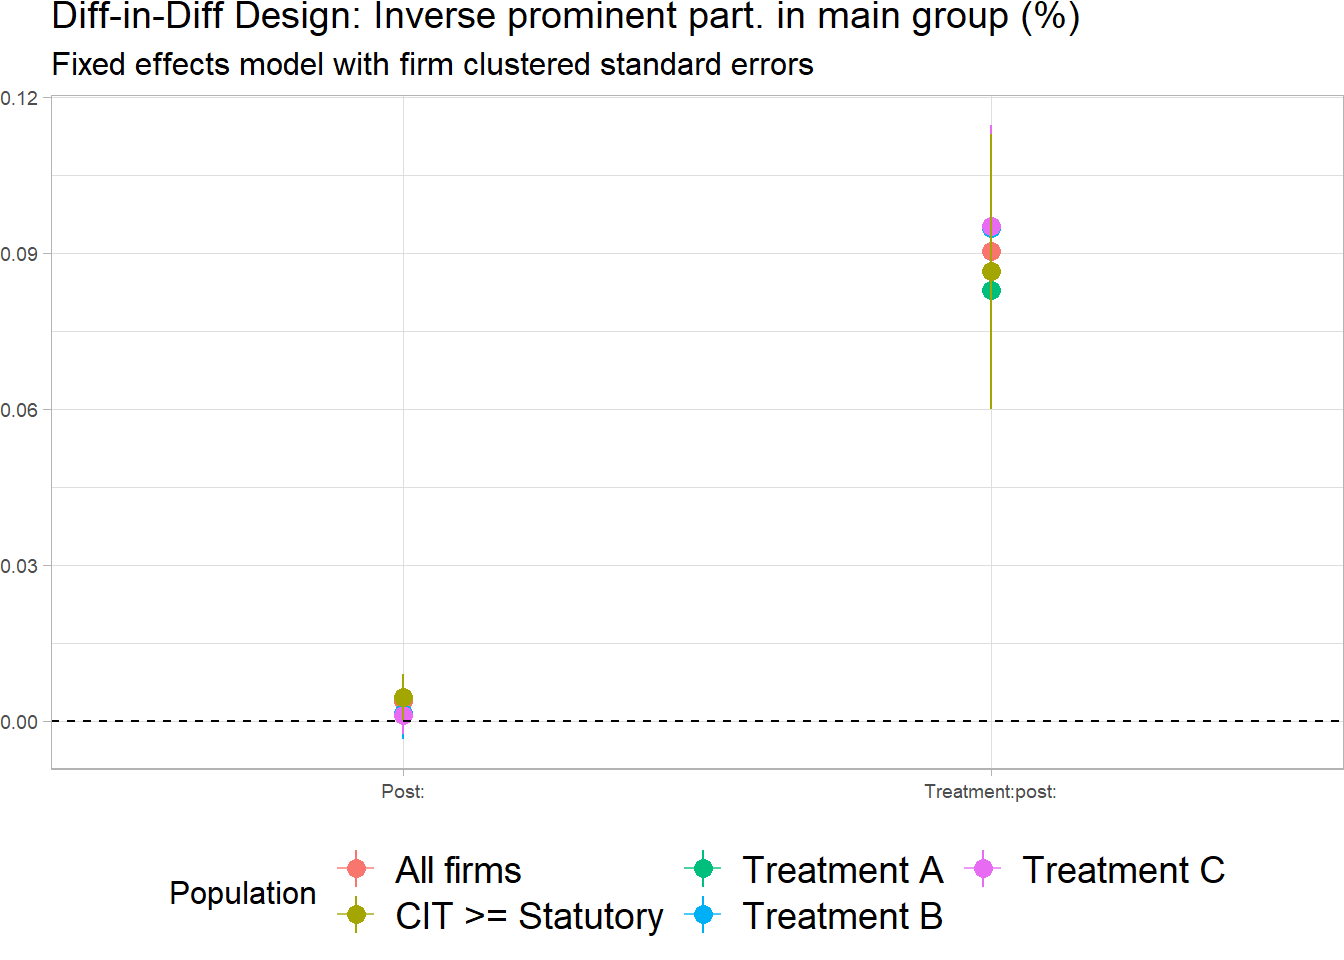 Diff-in-Diff Design: Inverse prominent part. in main group (%)
Fixed effects model with firm clustered standard errors
0.12
0.09
0.06
0.03
0.00
Post:
Treatment:post:
Population
All firms
CIT >= Statutory
Treatment A
Treatment B
Treatment C